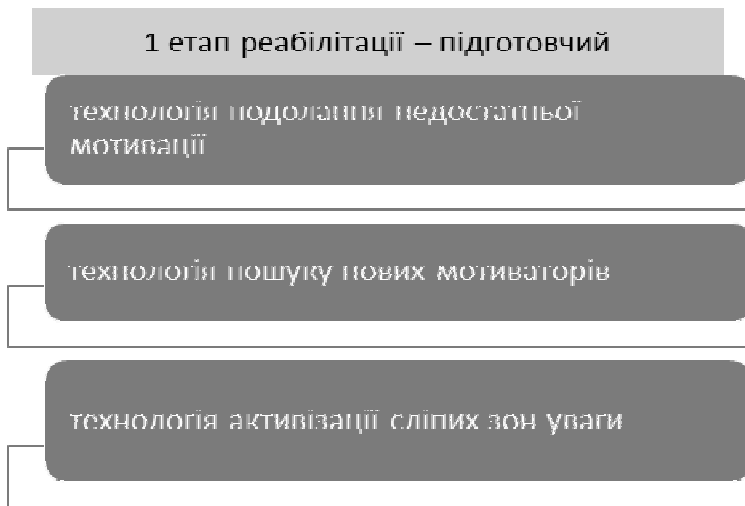 1 етап реабілітації – підготовчий
технологія подолання недостатньої
мотивації
технологія пошуку нових мотиваторів
технологія активізації сліпих зон уваги